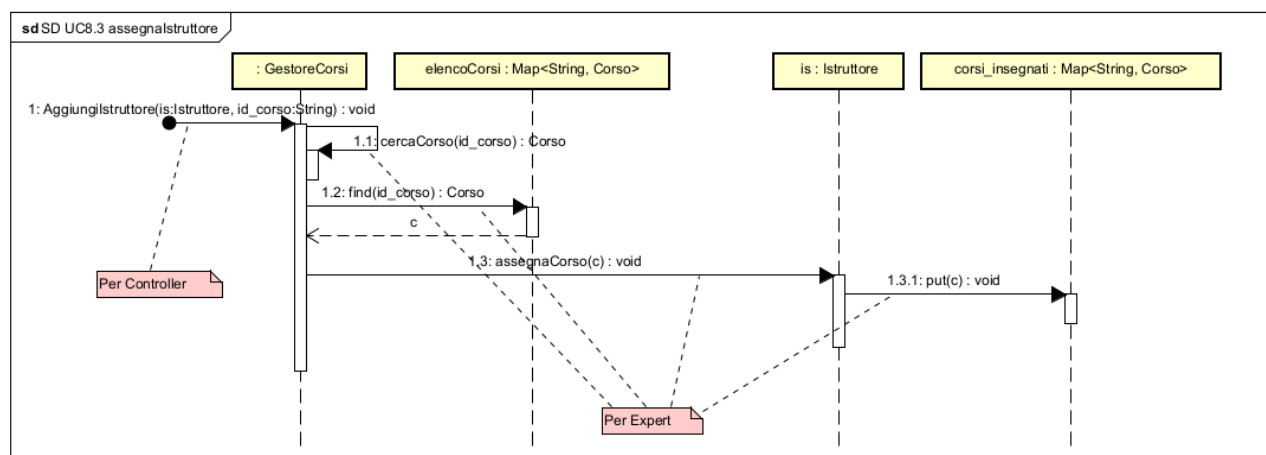 sd SD UC8.3 assegnaIstruttore
: GestoreCorsi
elencoCorsi : Map<String, Corso>
is : Istruttore
corsi_insegnati : Map<String, Corso>
1: AggiungiIstruttore(is:Istruttore, id_corso:String) : void
1.1: cercaCorso(id_corso) : Corso
1.2: find(id_corso) : Corso
c
1.3: assegnaCorso(c) : void
1.3.1: put(c) : void
Per Controller
Per Expert